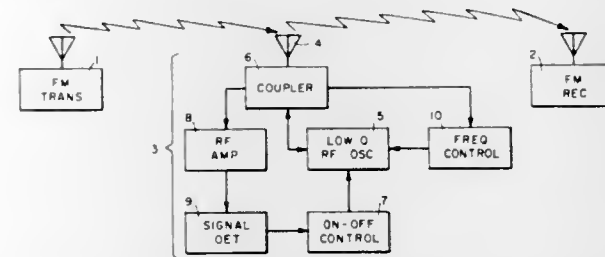 1
FM
TRANS
4
2
FM
REC
6
COUPLER
3
8
RF
AMP
5
LOW Q
RF OSC
10
FREQ
CONTROL
9
SIGNAL
DET
7
ON-OFF
CONTROL